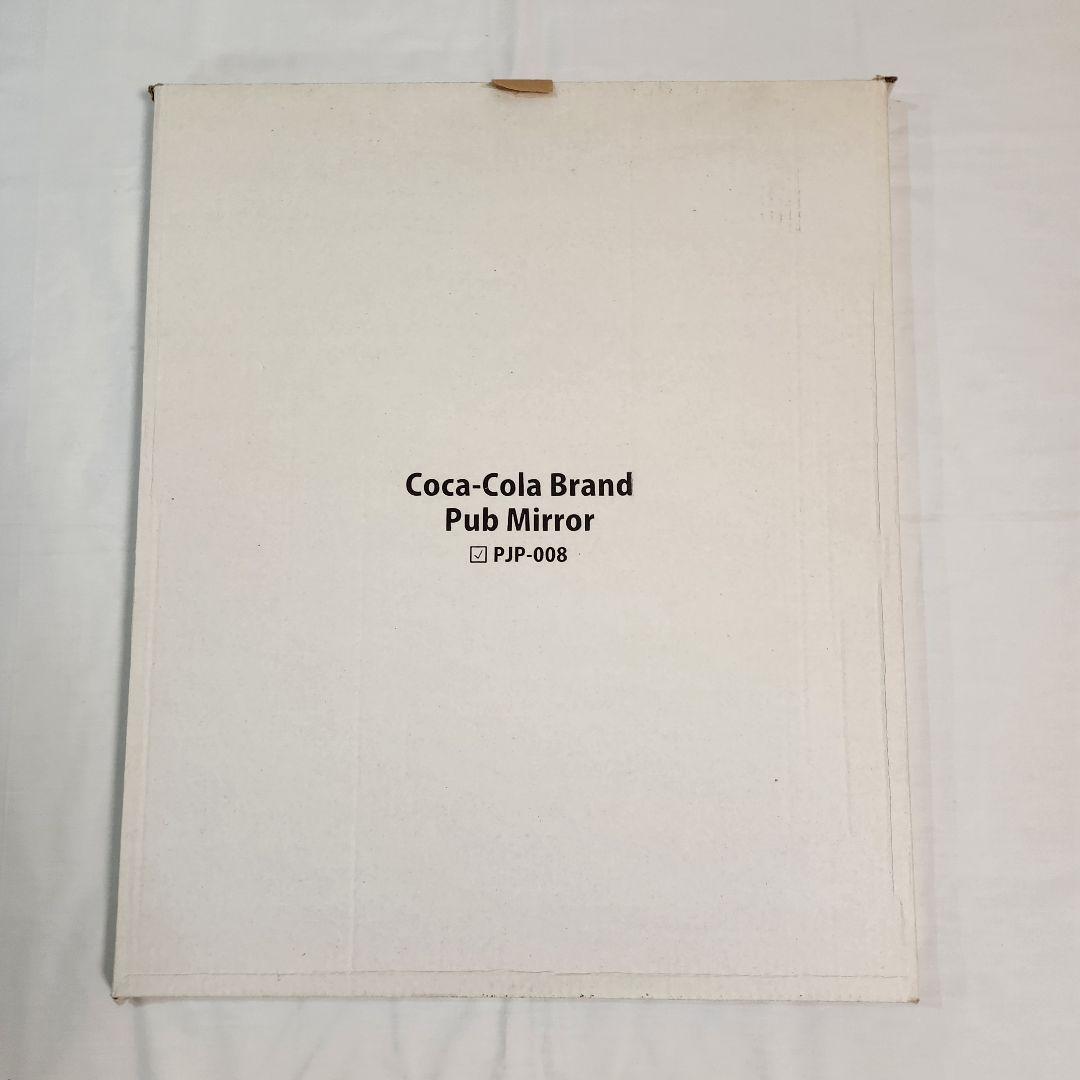 Coca-Cola Brand
Pub Mirror
☑ PJP-008